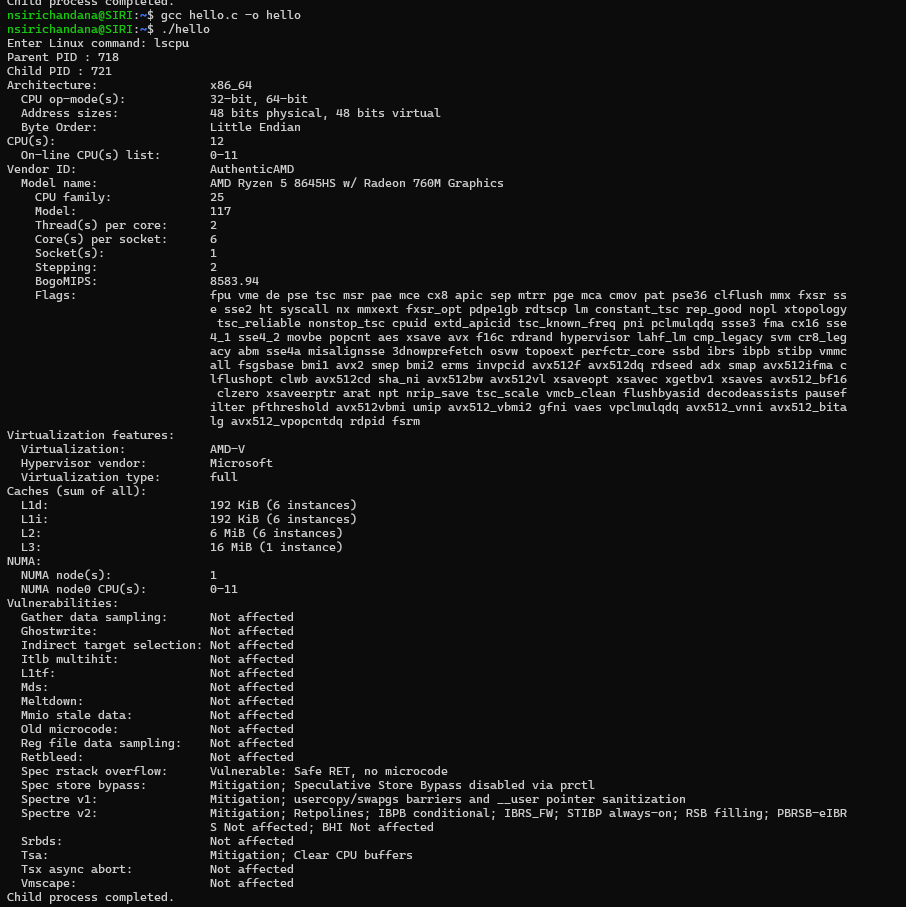 Child process completed.
nsirichandana@SIRI:~$ gcc hello.c -o hello
nsirichandana@SIRI:~$ ./hello
Enter Linux command: lscpu
Parent PID : 718
Child PID : 721
Architecture:                x86_64
  CPU op-mode(s):            32-bit, 64-bit
  Address sizes:             48 bits physical, 48 bits virtual
  Byte Order:                Little Endian
CPU(s):                      12
  On-line CPU(s) list:       0-11
Vendor ID:                   AuthenticAMD
  Model name:                AMD Ryzen 5 8645HS w/ Radeon 760M Graphics
    CPU family:              25
    Model:                   117
    Thread(s) per core:      2
    Core(s) per socket:      6
    Socket(s):               1
    Stepping:                2
    BogoMIPS:                8583.94
    Flags:                   fpu vme de pse tsc msr pae mce cx8 apic sep mtrr pge mca cmov pat pse36 clflush mmx fxsr ss
                             e sse2 ht syscall nx mmxext fxsr_opt pdpe1gb rdtscp lm constant_tsc rep_good nopl xtopology
                              tsc_reliable nonstop_tsc cpuid extd_apicid tsc_known_freq pni pclmulqdq ssse3 fma cx16 sse
                             4_1 sse4_2 movbe popcnt aes xsave avx f16c rdrand hypervisor lahf_lm cmp_legacy svm cr8_leg
                             acy abm sse4a misalignsse 3dnowprefetch osvw topoext perfctr_core ssbd ibrs ibpb stibp vmmc
                             all fsgsbase bmi1 avx2 smep bmi2 erms invpcid avx512f avx512dq rdseed adx smap avx512ifma c
                             lflushopt clwb avx512cd sha_ni avx512bw avx512vl xsaveopt xsavec xgetbv1 xsaves avx512_bf16
                              clzero xsaveerptr arat npt nrip_save tsc_scale vmcb_clean flushbyasid decodeassists pausef
                             ilter pfthreshold avx512vbmi umip avx512_vbmi2 gfni vaes vpclmulqdq avx512_vnni avx512_bita
                             lg avx512_vpopcntdq rdpid fsrm
Virtualization features:
  Virtualization:            AMD-V
  Hypervisor vendor:         Microsoft
  Virtualization type:       full
Caches (sum of all):
  L1d:                       192 KiB (6 instances)
  L1i:                       192 KiB (6 instances)
  L2:                        6 MiB (6 instances)
  L3:                        16 MiB (1 instance)
NUMA:
  NUMA node(s):              1
  NUMA node0 CPU(s):         0-11
Vulnerabilities:
  Gather data sampling:      Not affected
  Ghostwrite:                Not affected
  Indirect target selection: Not affected
  Itlb multihit:             Not affected
  L1tf:                      Not affected
  Mds:                       Not affected
  Meltdown:                  Not affected
  Mmio stale data:           Not affected
  Old microcode:             Not affected
  Reg file data sampling:    Not affected
  Retbleed:                  Not affected
  Spec rstack overflow:      Vulnerable: Safe RET, no microcode
  Spec store bypass:         Mitigation; Speculative Store Bypass disabled via prctl
  Spectre v1:                Mitigation; usercopy/swapgs barriers and __user pointer sanitization
  Spectre v2:                Mitigation; Retpolines; IBPB conditional; IBRS_FW; STIBP always-on; RSB filling; PBRSB-eIBR
                             S Not affected; BHI Not affected
  Srbds:                     Not affected
  Tsa:                       Mitigation; Clear CPU buffers
  Tsx async abort:           Not affected
  Vmscape:                   Not affected
Child process completed.